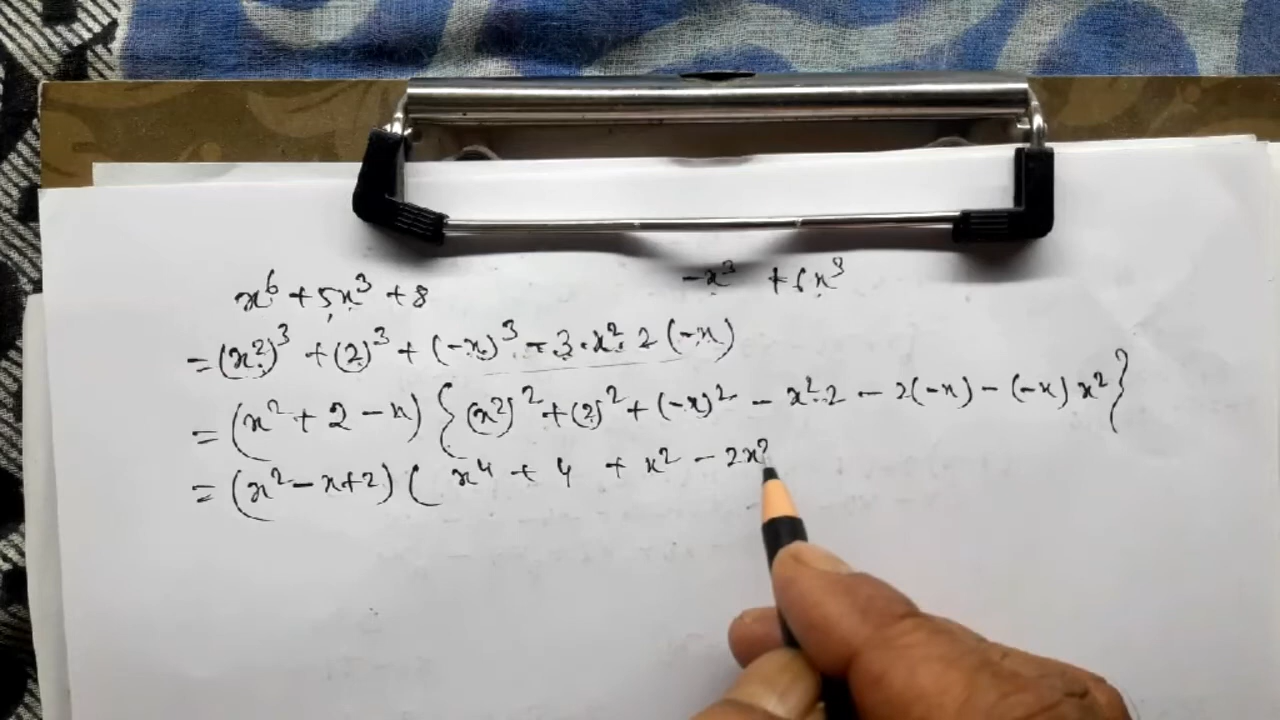 x⁶ + 5x³ + 8
-x³ + 6x³
= (x²)³ + (2)³ + (-x)³ - 3·x²·2(-x)
= (x² + 2 - x) { (x²)² + (2)² + (-x)² - x²·2 - 2(-x) - (-x)x² }
= (x² - x + 2) ( x⁴ + 4 + x² - 2x²